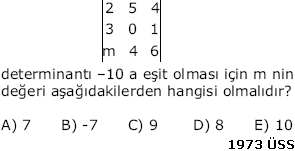 2 5 4
3 0 1
m 4 6
determinantı –10 a eşit olması için m nin
değeri aşağıdakilerden hangisi olmalıdır?
A) 7 B) -7 C) 9 D) 8 E) 10
1973 ÜSS